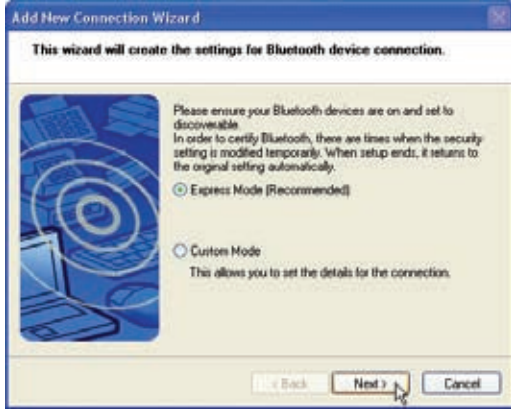 Add New Connection Wizard
This wizard will create the settings for Bluetooth device connection.
Please ensure your Bluetooth devices are on and set to
discoverable.
In order to certify Bluetooth, there are times when the security
setting is modified temporarily. When setup ends, it returns to
the original setting automatically.
Express Mode (Recommended)
Custom Mode
This allows you to set the details for the connection.
< Back
Next >
Cancel